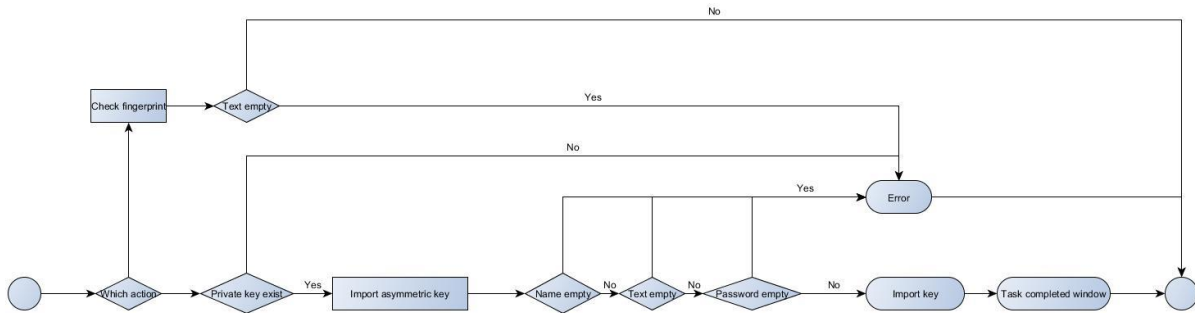 No
Check fingerprint
Text empty
Yes
No
Yes
Error
Which action
Private key exist
Yes
Import asymmetric key
Name empty
No
Text empty
No
Password empty
No
Import key
Task completed window